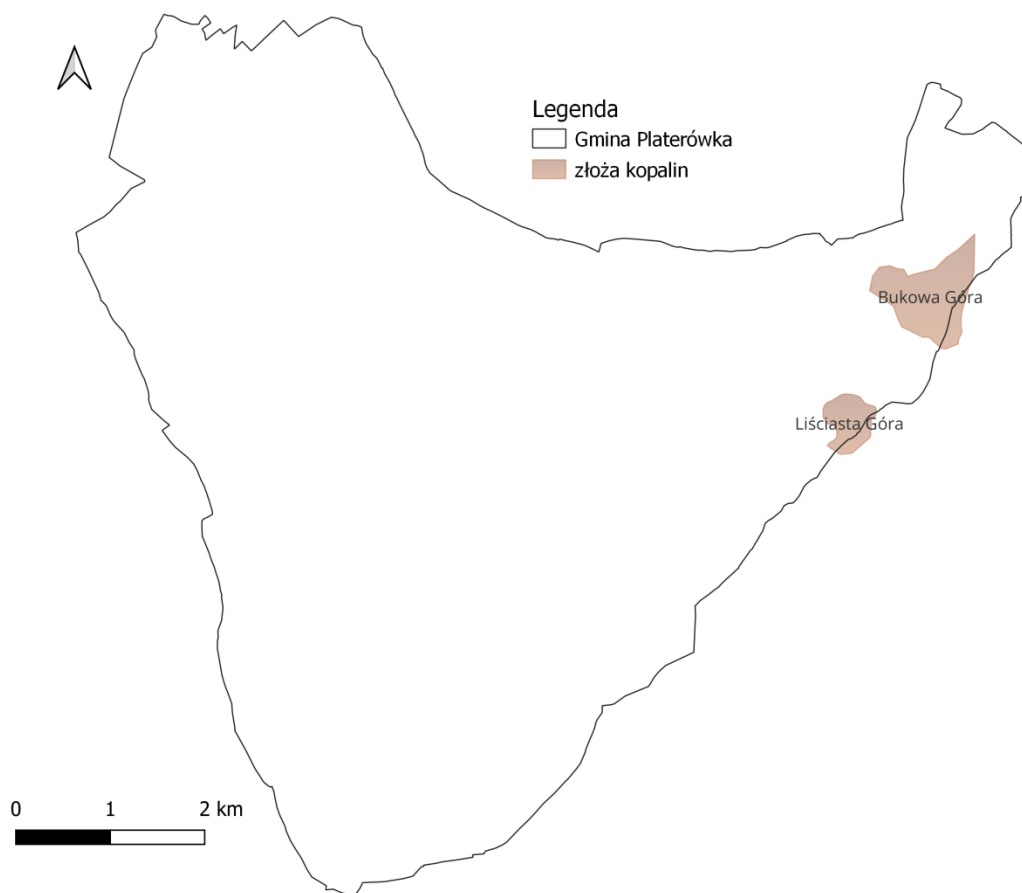 Legenda
Gmina Platerówka
złoża kopalin
Bukowa Góra
Liściasta Góra
0 1 2 km